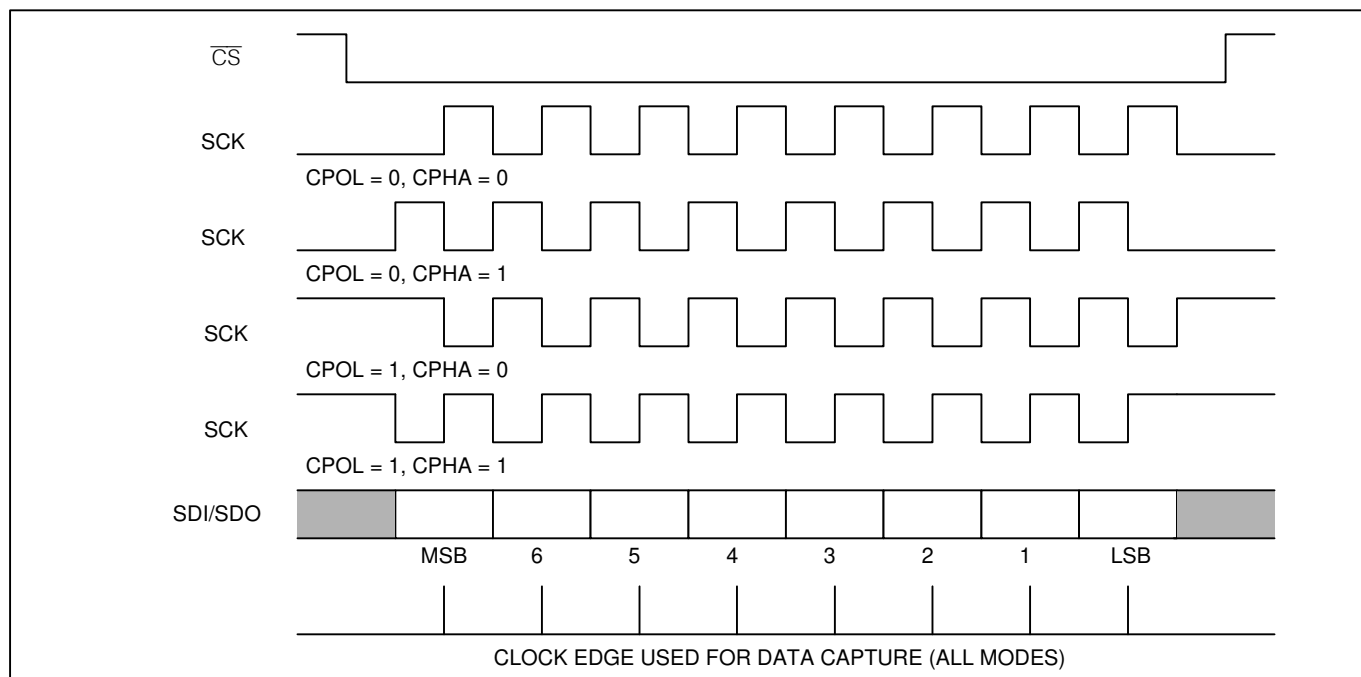 C̅S̅
SCK
CPOL = 0, CPHA = 0
SCK
CPOL = 0, CPHA = 1
SCK
CPOL = 1, CPHA = 0
SCK
CPOL = 1, CPHA = 1
SDI/SDO
MSB 6 5 4 3 2 1 LSB
CLOCK EDGE USED FOR DATA CAPTURE (ALL MODES)